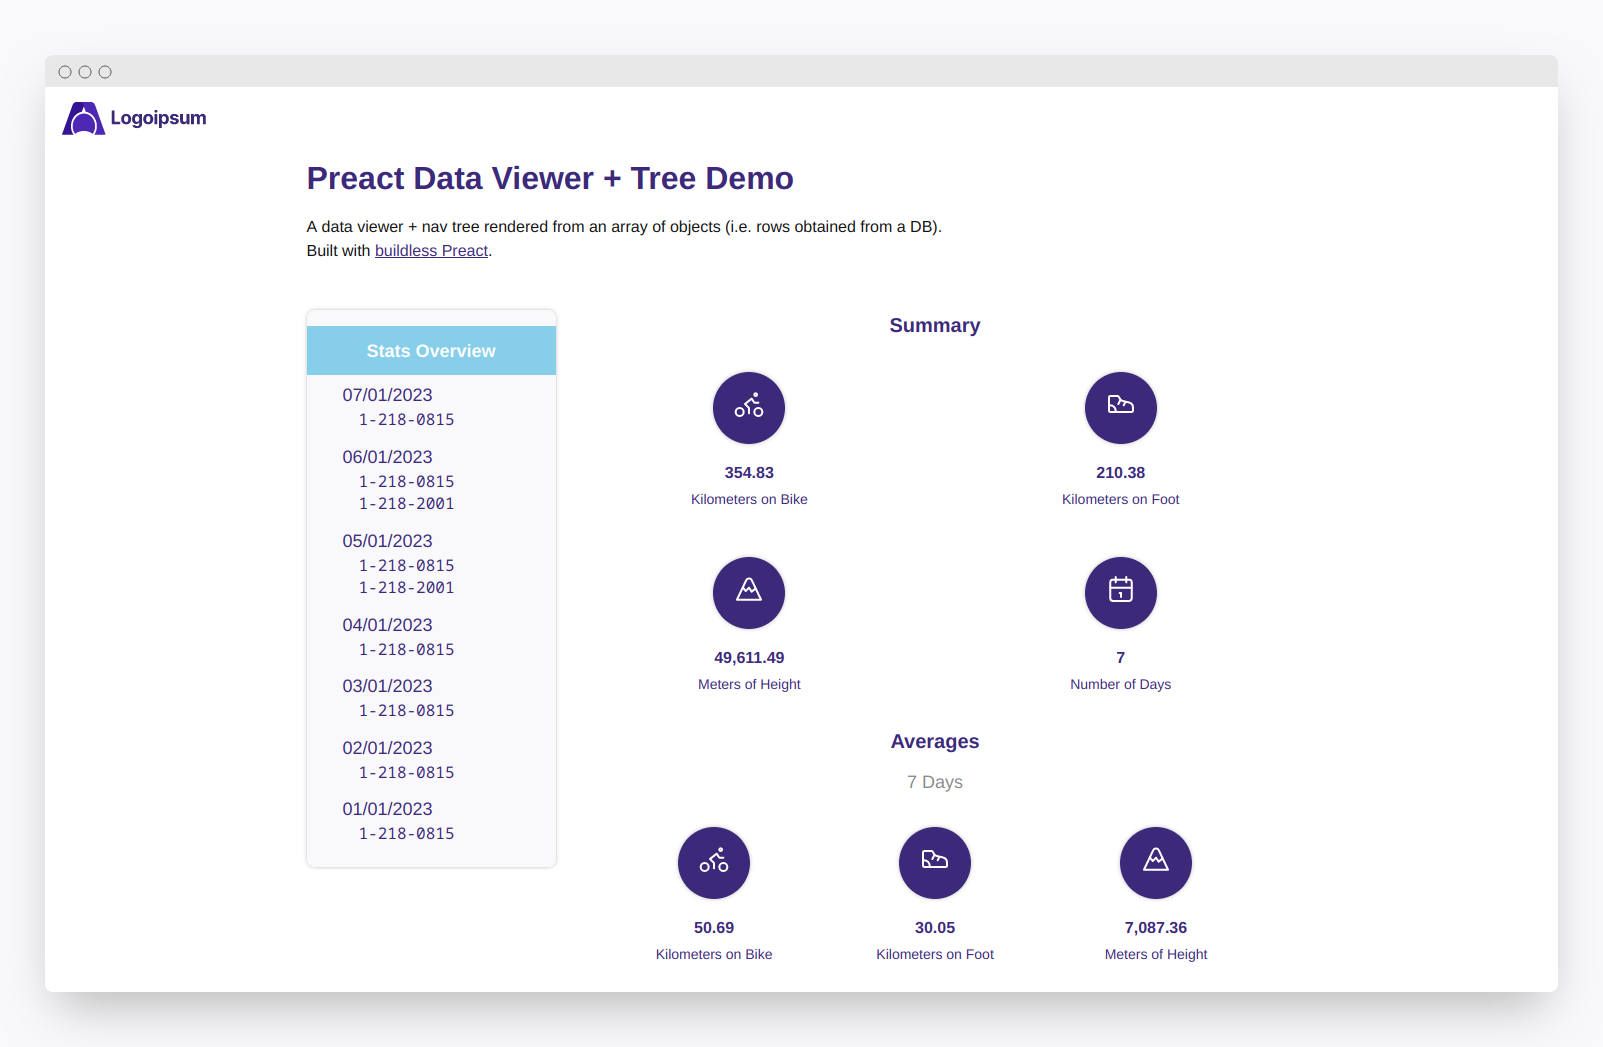 Logoipsum
Preact Data Viewer + Tree Demo
A data viewer + nav tree rendered from an array of objects (i.e. rows obtained from a DB).
Built with buildless Preact.
Stats Overview
07/01/2023
1-218-0815
06/01/2023
1-218-0815
1-218-2001
05/01/2023
1-218-0815
1-218-2001
04/01/2023
1-218-0815
03/01/2023
1-218-0815
02/01/2023
1-218-0815
01/01/2023
1-218-0815
Summary
354.83
Kilometers on Bike
210.38
Kilometers on Foot
49,611.49
Meters of Height
7
Number of Days
Averages
7 Days
50.69
Kilometers on Bike
30.05
Kilometers on Foot
7,087.36
Meters of Height